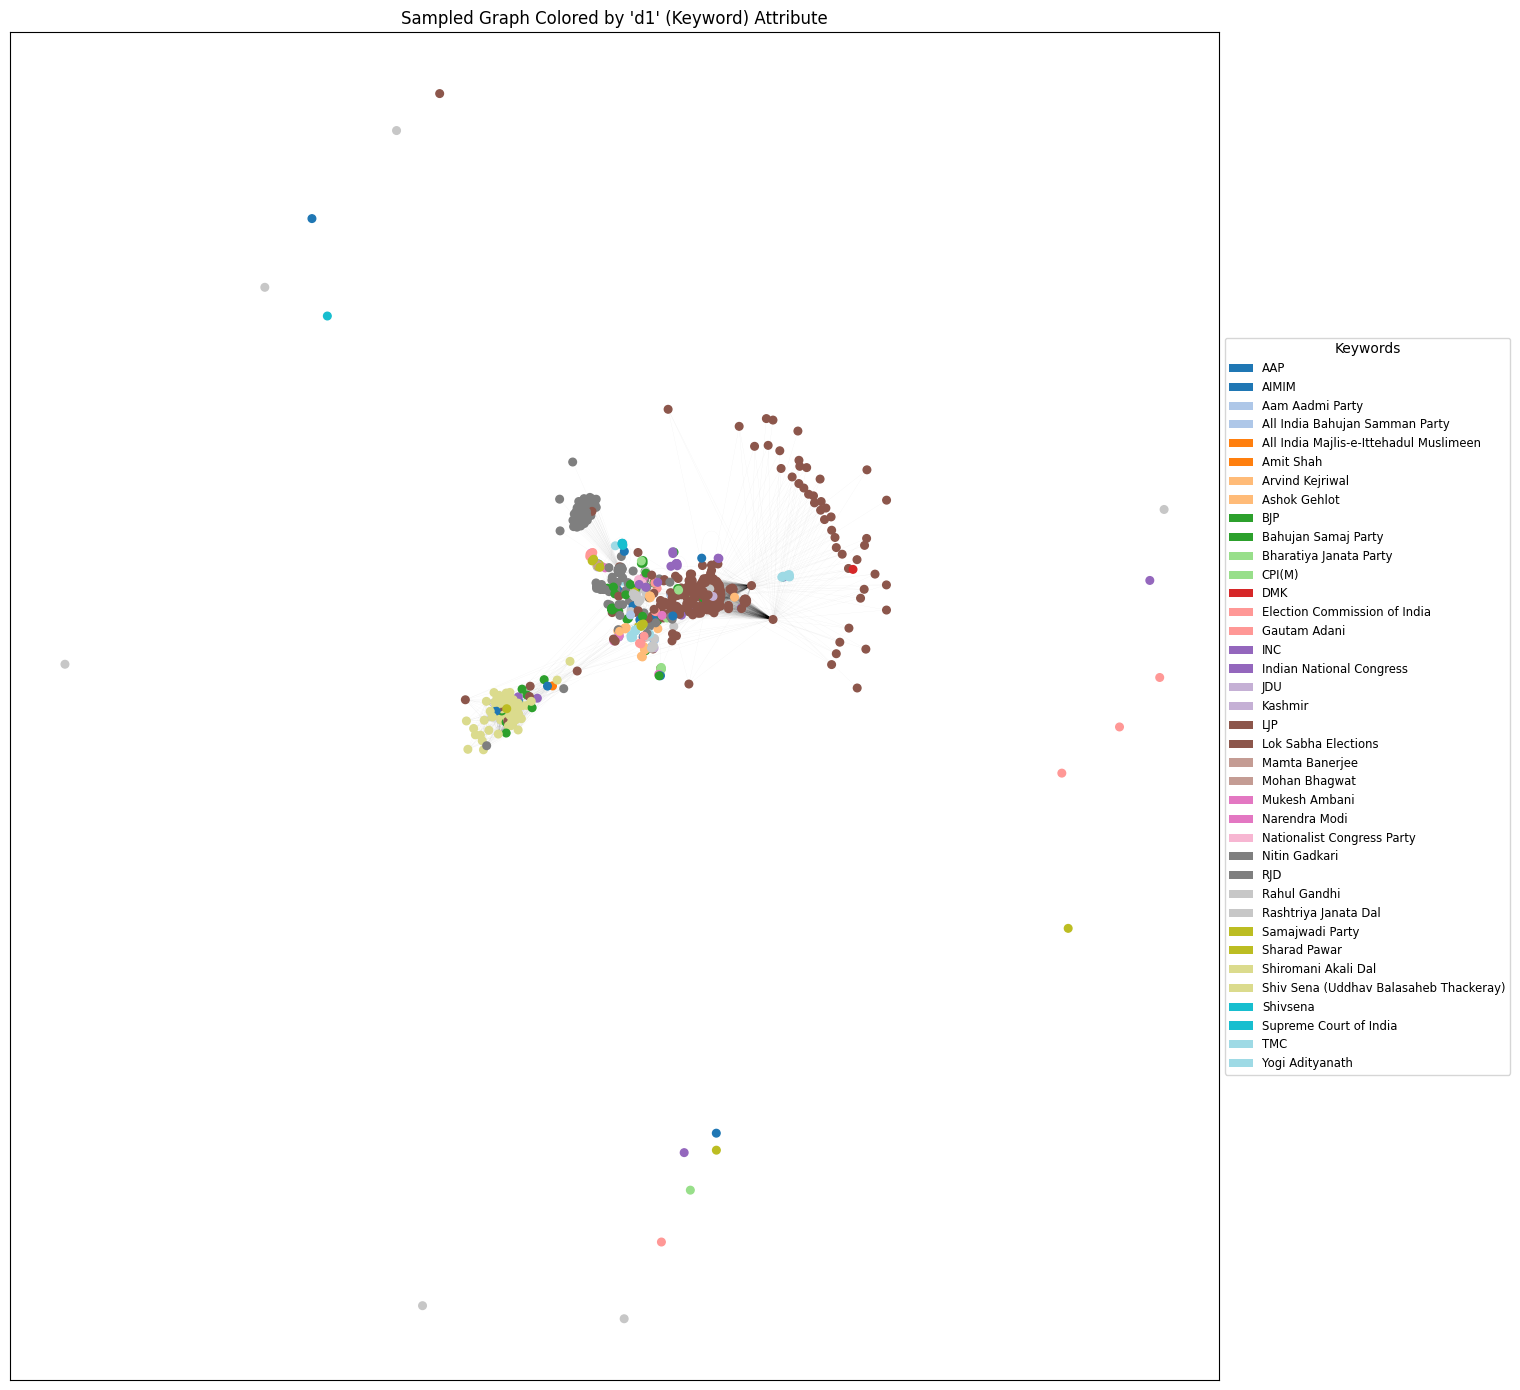 Sampled Graph Colored by 'd1' (Keyword) Attribute
Keywords
AAP
AIMIM
Aam Aadmi Party
All India Bahujan Samman Party
All India Majlis-e-Ittehadul Muslimeen
Amit Shah
Arvind Kejriwal
Ashok Gehlot
BJP
Bahujan Samaj Party
Bharatiya Janata Party
CPI(M)
DMK
Election Commission of India
Gautam Adani
INC
Indian National Congress
JDU
Kashmir
LJP
Lok Sabha Elections
Mamta Banerjee
Mohan Bhagwat
Mukesh Ambani
Narendra Modi
Nationalist Congress Party
Nitin Gadkari
RJD
Rahul Gandhi
Rashtriya Janata Dal
Samajwadi Party
Sharad Pawar
Shiromani Akali Dal
Shiv Sena (Uddhav Balasaheb Thackeray)
Shivsena
Supreme Court of India
TMC
Yogi Adityanath